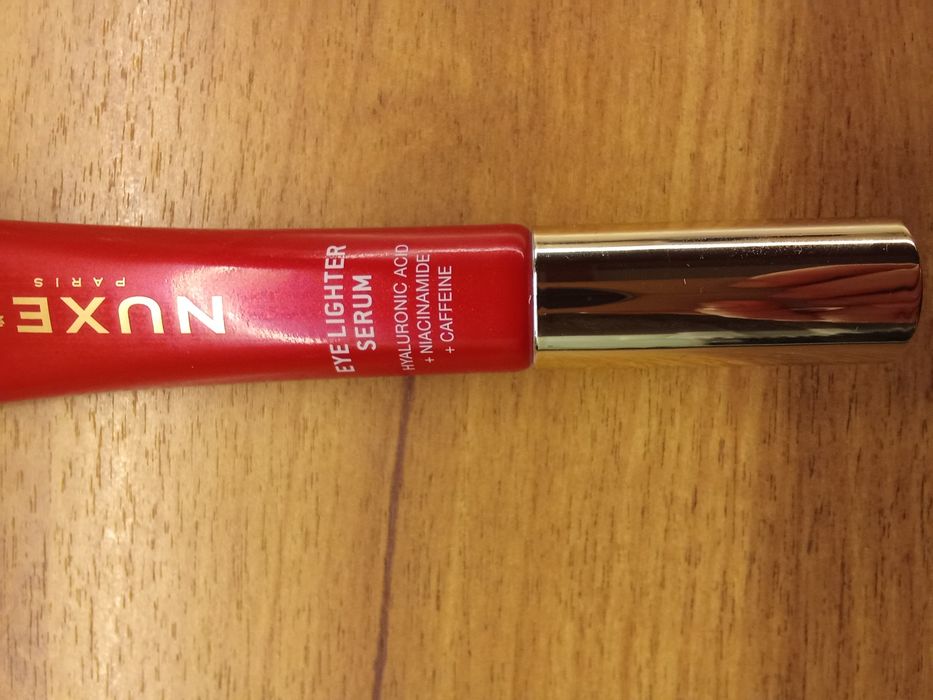 NUXE
PARIS
EYE LIGHTER
SERUM
HYALURONIC ACID
+ NIACINAMIDE
+ CAFFEINE